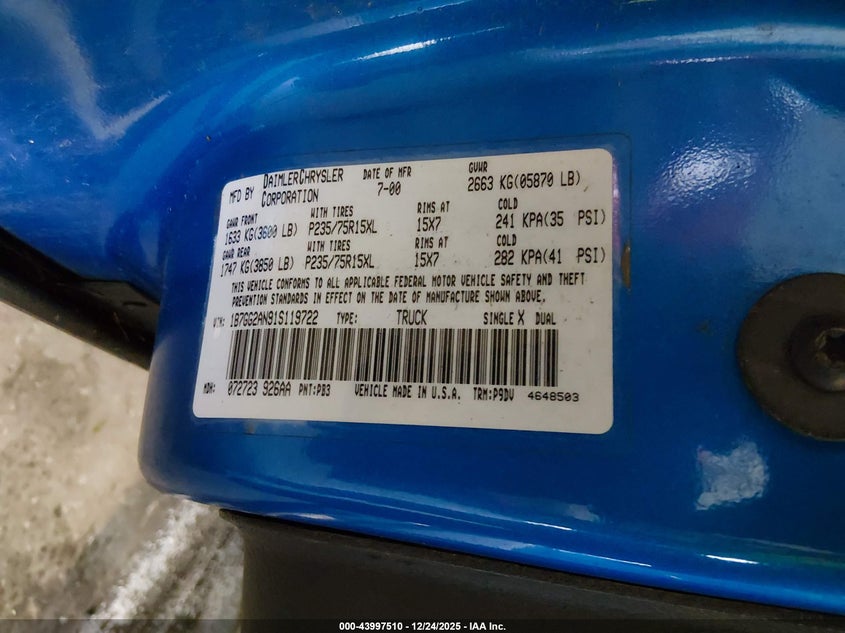 MFD BY DAIMLERCHRYSLER CORPORATION DATE OF MFR 7-00 GVWR 2663 KG(05870 LB)
GAWR FRONT WITH TIRES RIMS AT COLD
1633 KG(3600 LB) P235/75R15XL 15X7 241 KPA(35 PSI)
GAWR REAR WITH TIRES RIMS AT COLD
1747 KG(3850 LB) P235/75R15XL 15X7 282 KPA(41 PSI)
THIS VEHICLE CONFORMS TO ALL APPLICABLE FEDERAL MOTOR VEHICLE SAFETY AND THEFT
PREVENTION STANDARDS IN EFFECT ON THE DATE OF MANUFACTURE SHOWN ABOVE.
VIN: 1B7GG2AN91S119722 TYPE: TRUCK SINGLE X DUAL
MDH: 072723 926AA PNT:PB3 VEHICLE MADE IN U.S.A. TRM:P9DV 4648503
000-43997510 - 12/24/2025 - IAA Inc.